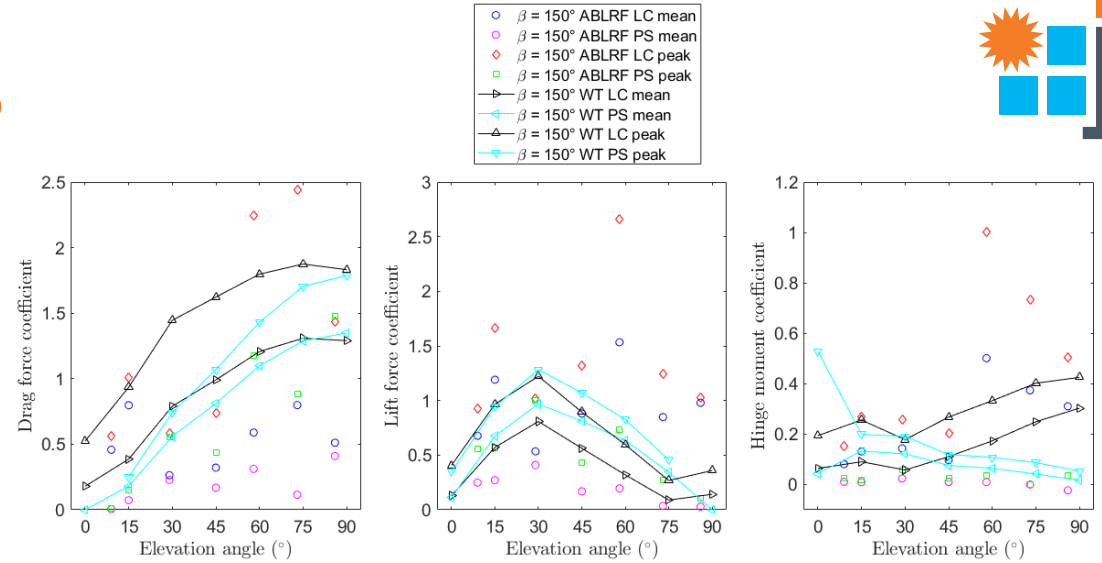 β = 150° ABLRF LC mean
β = 150° ABLRF PS mean
β = 150° ABLRF LC peak
β = 150° ABLRF PS peak
β = 150° WT LC mean
β = 150° WT PS mean
β = 150° WT LC peak
β = 150° WT PS peak
Drag force coefficient
2.5
2
1.5
1
0.5
0
0 15 30 45 60 75 90
Elevation angle (°)
Lift force coefficient
3
2.5
2
1.5
1
0.5
0
0 15 30 45 60 75 90
Elevation angle (°)
Hinge moment coefficient
1.2
1
0.8
0.6
0.4
0.2
0
0 15 30 45 60 75 90
Elevation angle (°)